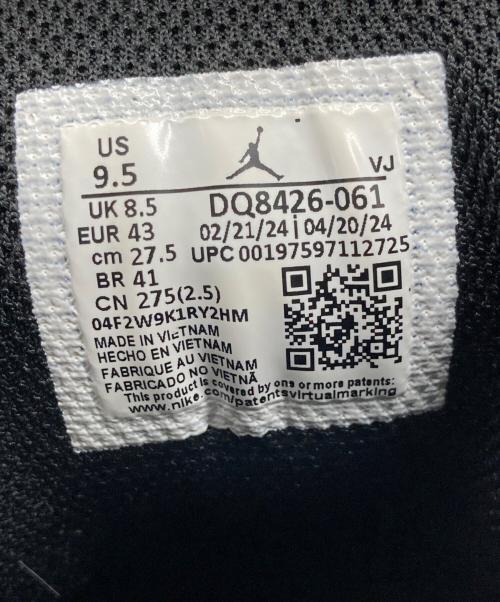 US
9.5
VJ
UK 8.5
DQ8426-061
EUR 43
02/21/24 | 04/20/24
cm 27.5
UPC 00197597112725
BR 41
CN 275(2.5)
04F2W9K1RY2HM
MADE IN VIETNAM
HECHO EN VIETNAM
FABRIQUE AU VIETNAM
FABRICADO NO VIETNÃ
This product is covered by one or more patents:
www.nike.com/patentsvirtualmarking